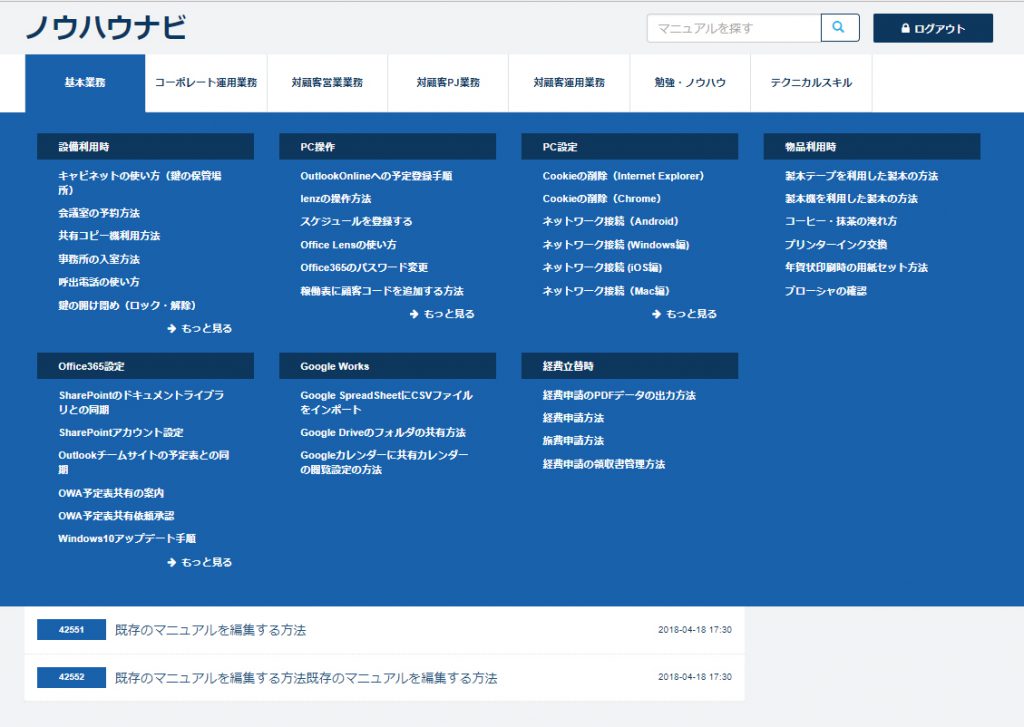 ノウハウナビ
マニュアルを探す
ログアウト
基本業務
コーポレート運用業務
対顧客営業業務
対顧客PJ業務
対顧客運用業務
勉強・ノウハウ
テクニカルスキル
設備利用時
キャビネットの使い方（鍵の保管場
所）
会議室の予約方法
共有コピー機利用方法
事務所の入室方法
呼出電話の使い方
鍵の開け閉め（ロック・解除）
もっと見る
PC操作
OutlookOnlineへの予定登録手順
lenzの操作方法
スケジュールを登録する
Office Lensの使い方
Office365のパスワード変更
稼働表に顧客コードを追加する方法
もっと見る
PC設定
Cookieの削除（Internet Explorer）
Cookieの削除（Chrome）
ネットワーク接続（Android）
ネットワーク接続 (Windows編)
ネットワーク接続 (iOS編)
ネットワーク接続（Mac編）
もっと見る
物品利用時
製本テープを利用した製本の方法
製本機を利用した製本の方法
コーヒー・抹茶の淹れ方
プリンターインク交換
年賀状印刷時の用紙セット方法
ブローシャの確認
Office365設定
SharePointのドキュメントライブラ
リとの同期
SharePointアカウント設定
Outlookチームサイトの予定表との同
期
OWA予定表共有の案内
OWA予定表共有依頼承認
Windows10アップデート手順
もっと見る
Google Works
Google SpreadSheetにCSVファイル
をインポート
Google Driveのフォルダの共有方法
Googleカレンダーに共有カレンダー
の閲覧設定の方法
経費立替時
経費申請のPDFデータの出力方法
経費申請方法
旅費申請方法
経費申請の領収書管理方法
42551 既存のマニュアルを編集する方法 2018-04-18 17:30
42552 既存のマニュアルを編集する方法既存のマニュアルを編集する方法 2018-04-18 17:30